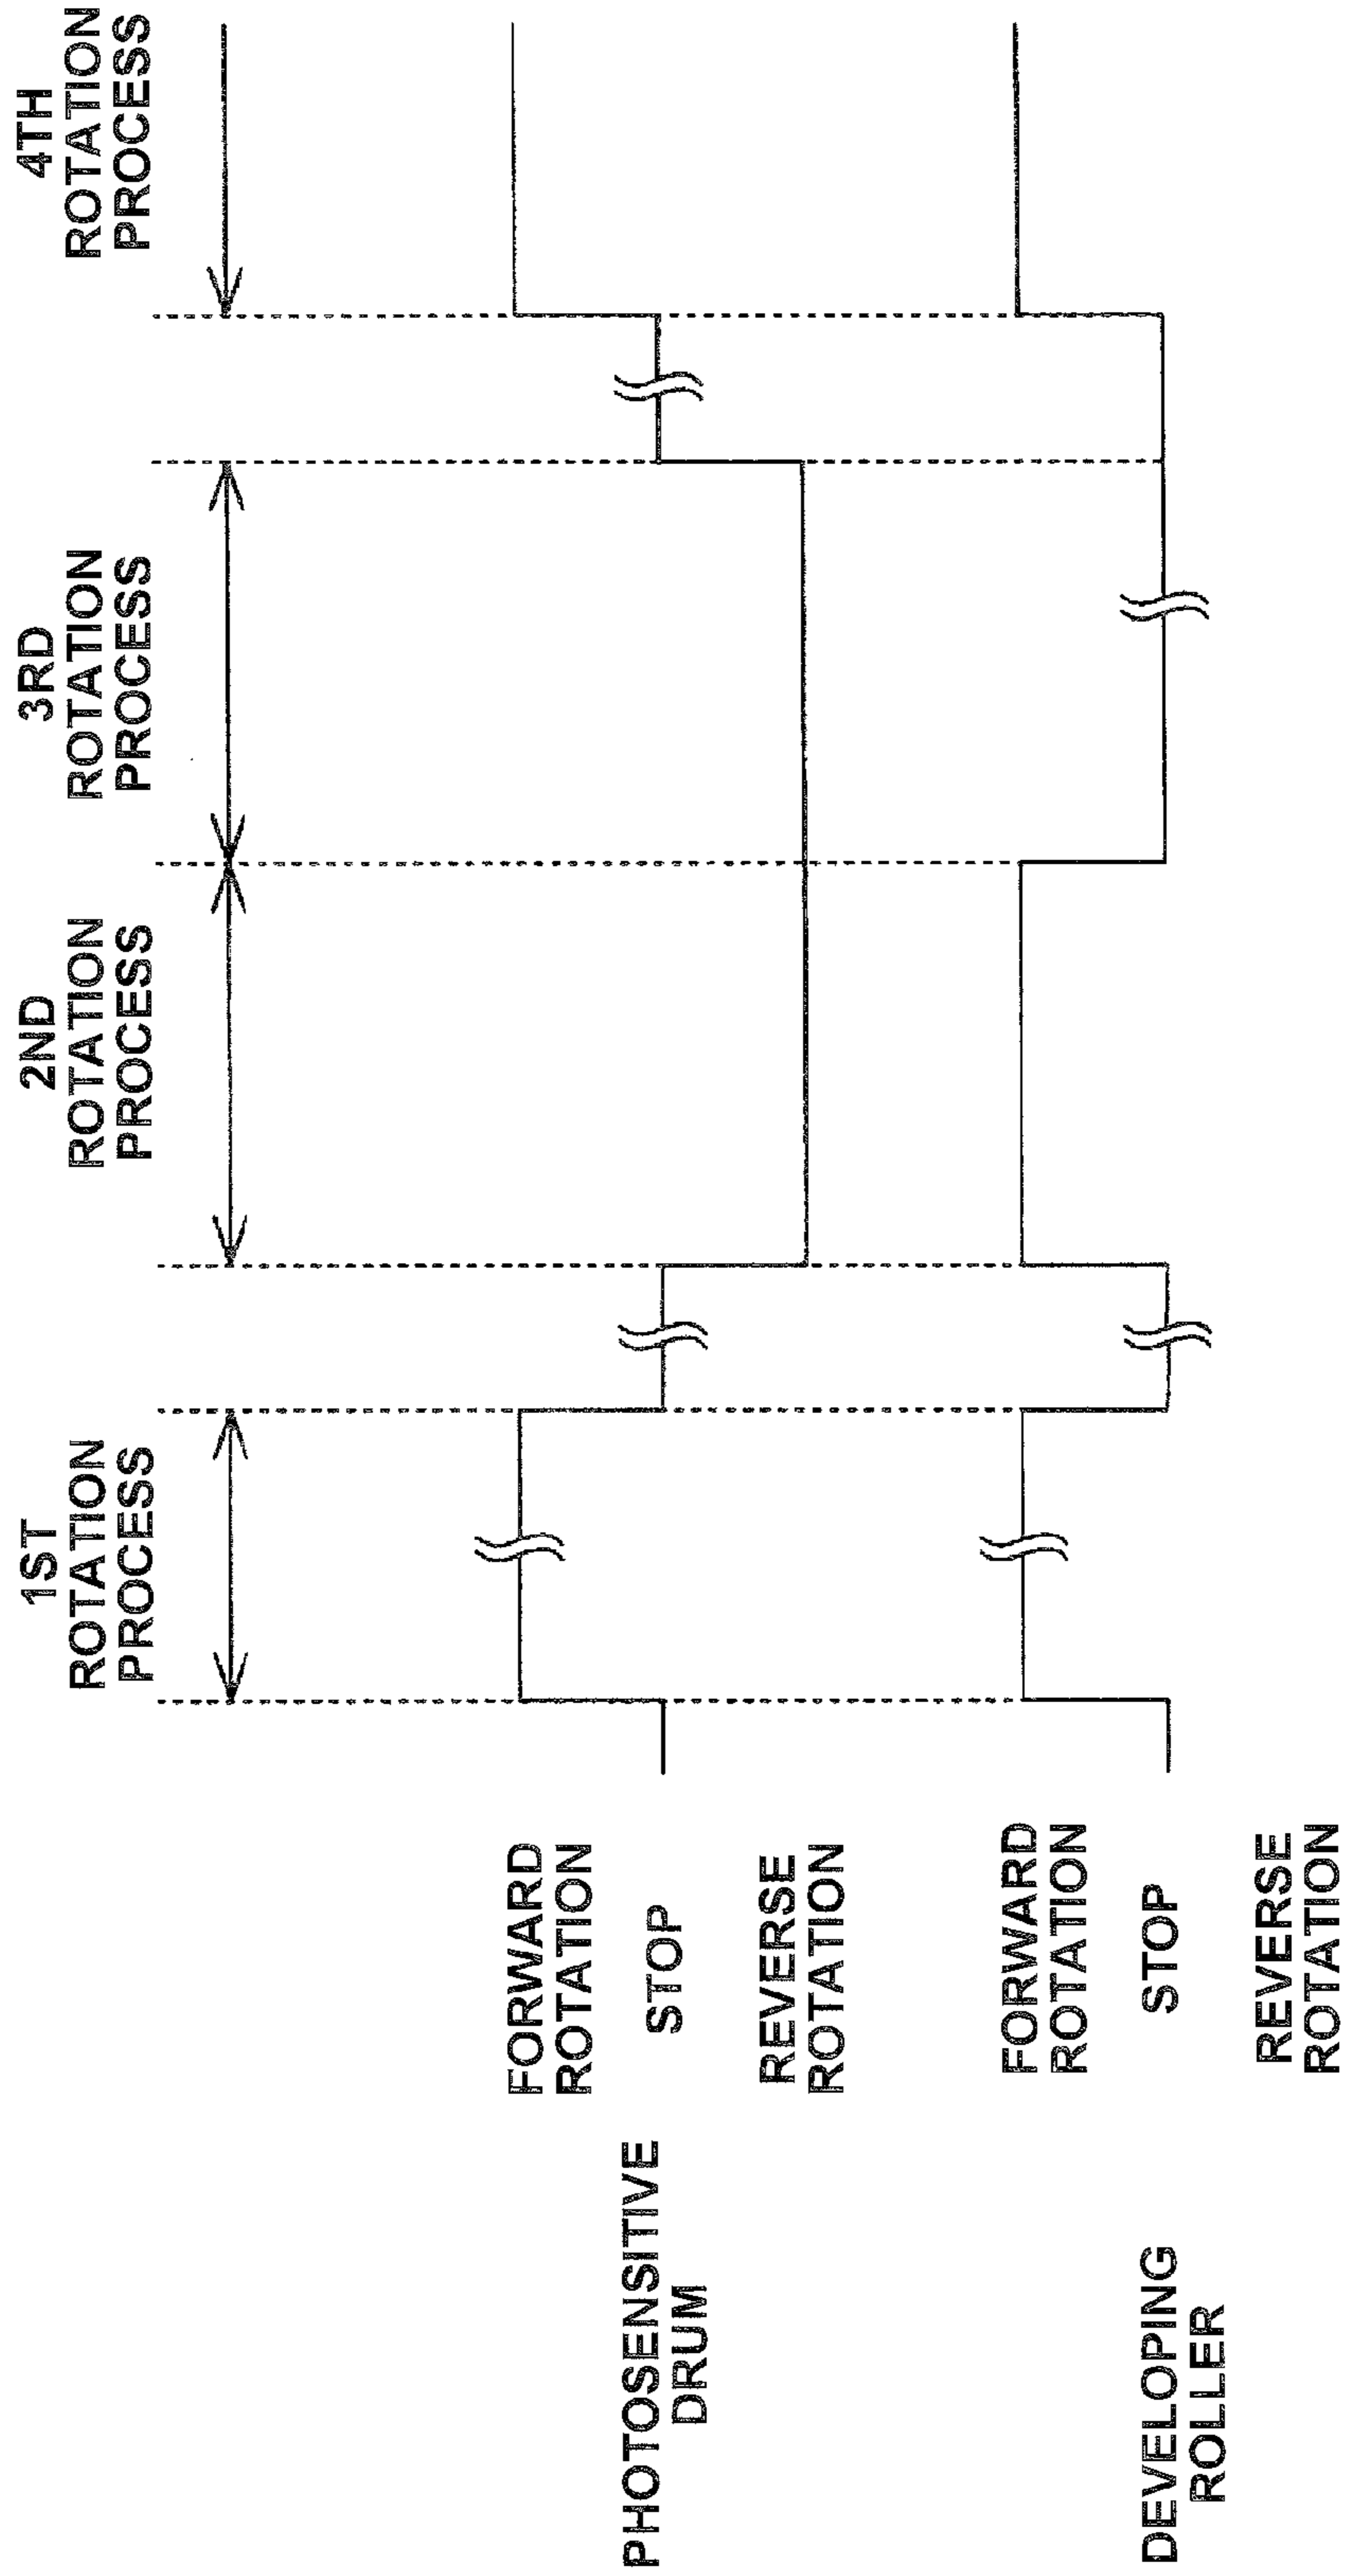 1ST
ROTATION
PROCESS
2ND
ROTATION
PROCESS
3RD
ROTATION
PROCESS
4TH
ROTATION
PROCESS
PHOTOSENSITIVE
DRUM
FORWARD
ROTATION
STOP
REVERSE
ROTATION
DEVELOPING
ROLLER
FORWARD
ROTATION
STOP
REVERSE
ROTATION